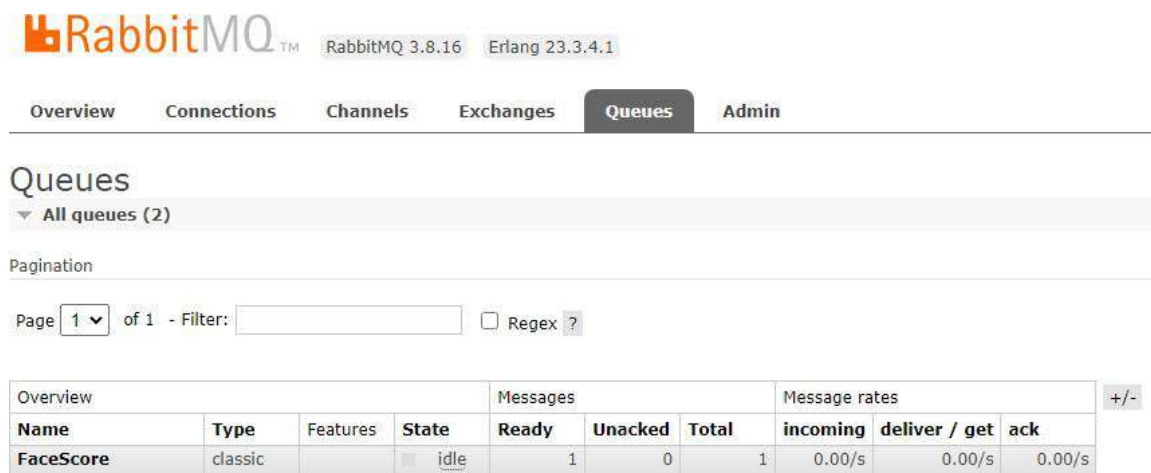 RabbitMQ TM RabbitMQ 3.8.16 Erlang 23.3.4.1
Overview Connections Channels Exchanges Queues Admin
Queues
All queues (2)
Pagination
Page 1 of 1 - Filter: Regex ?
Overview Messages Message rates +/-
Name Type Features State Ready Unacked Total incoming deliver / get ack
FaceScore classic idle 1 0 1 0.00/s 0.00/s 0.00/s